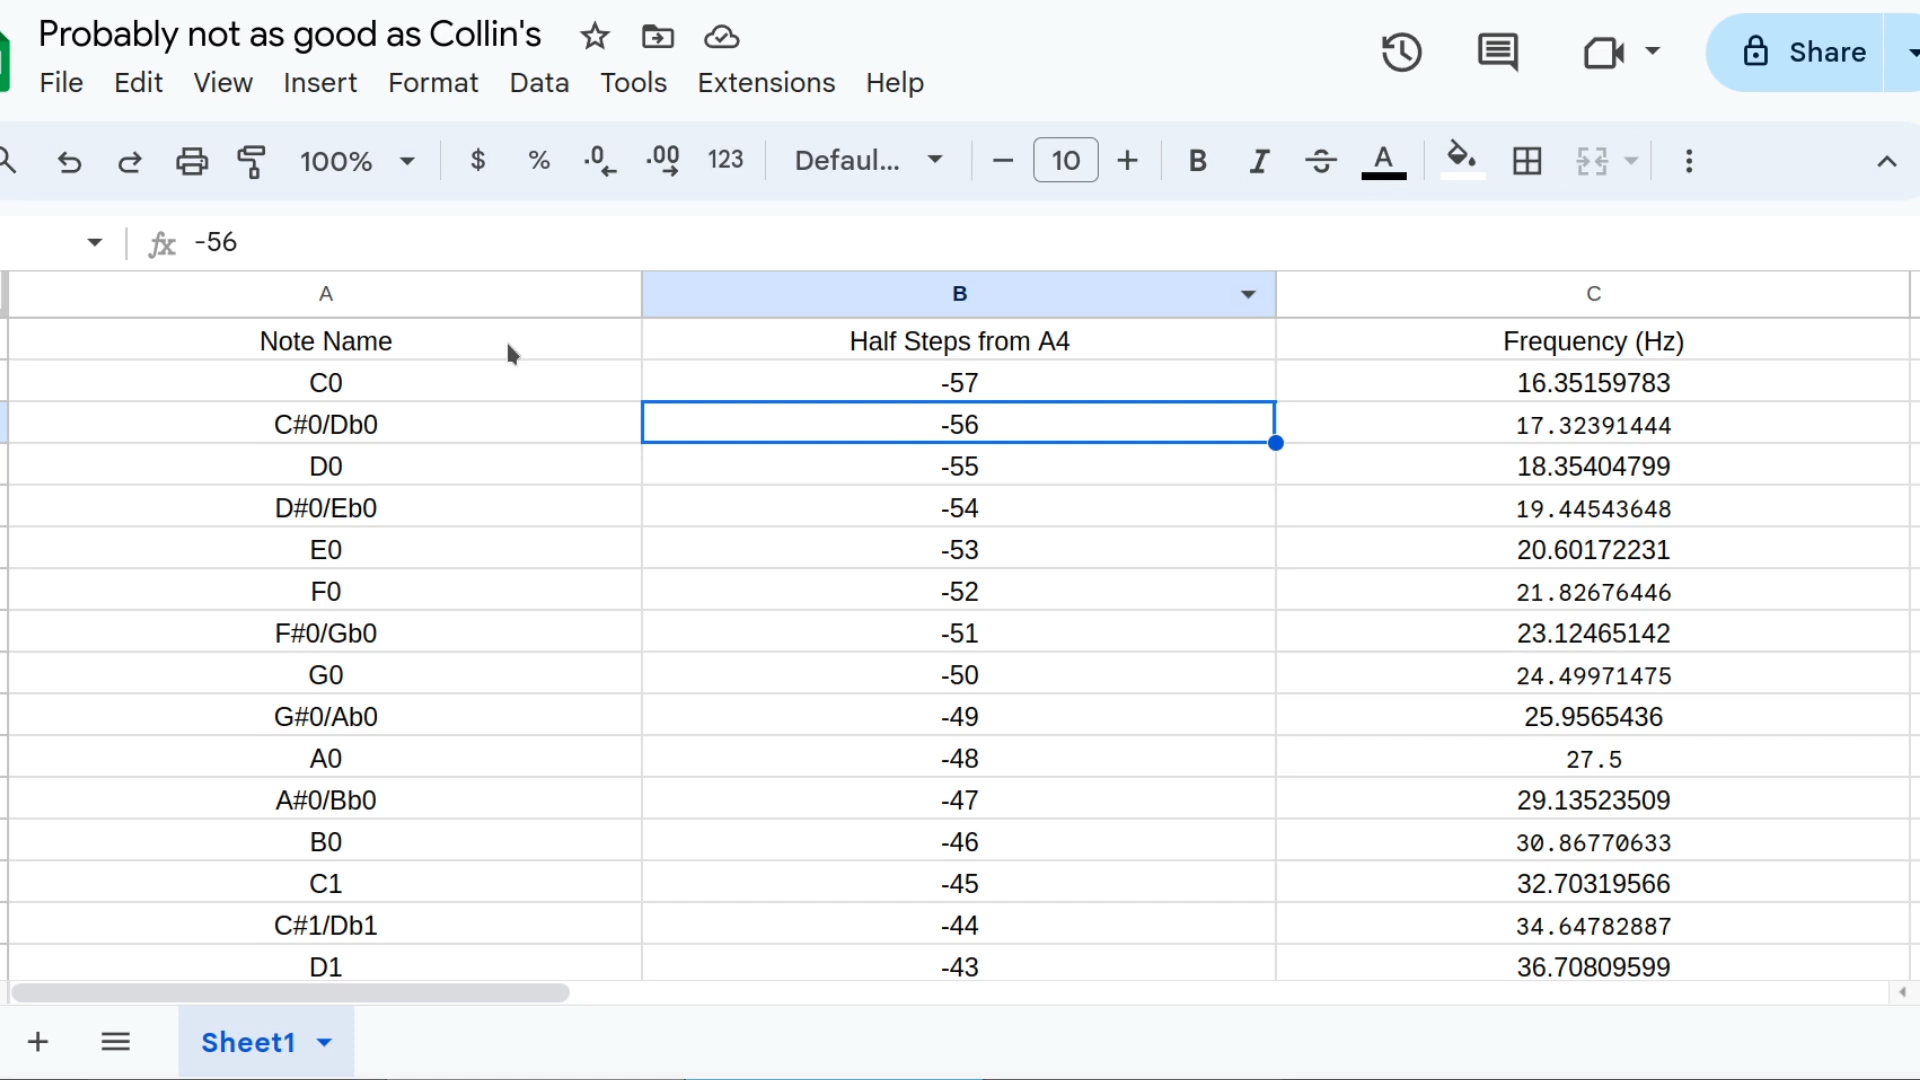 Probably not as good as Collin's
File Edit View Insert Format Data Tools Extensions Help
Share
100% $ % .0 .00 123 Defaul... 10 B I A
fx -56
A B C
Note Name Half Steps from A4 Frequency (Hz)
C0 -57 16.35159783
C#0/Db0 -56 17.32391444
D0 -55 18.35404799
D#0/Eb0 -54 19.44543648
E0 -53 20.60172231
F0 -52 21.82676446
F#0/Gb0 -51 23.12465142
G0 -50 24.49971475
G#0/Ab0 -49 25.9565436
A0 -48 27.5
A#0/Bb0 -47 29.13523509
B0 -46 30.86770633
C1 -45 32.70319566
C#1/Db1 -44 34.64782887
D1 -43 36.70809599
Sheet1